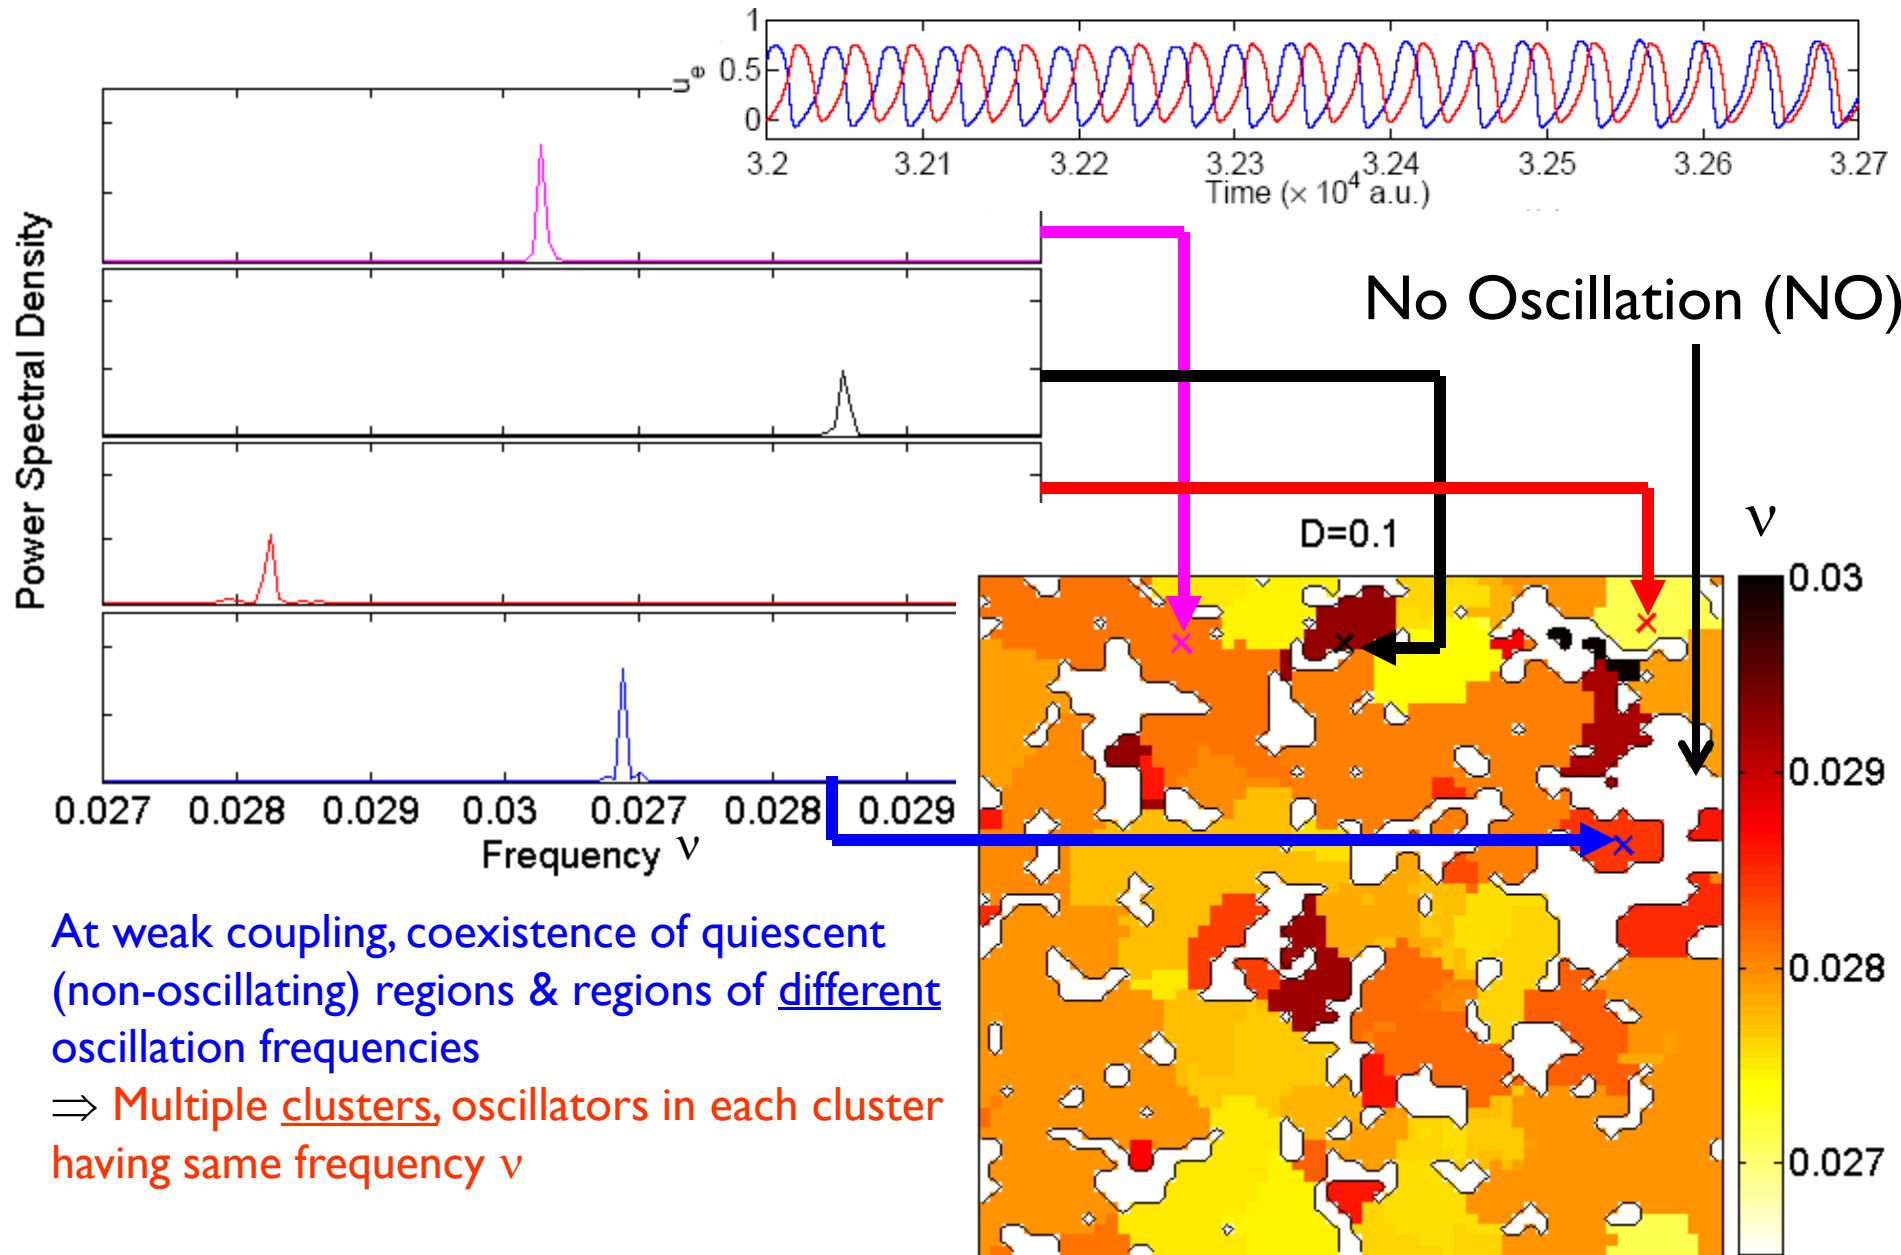 1
0.5
0
u_e
3.2 3.21 3.22 3.23 3.24 3.25 3.26 3.27
Time (× 10^4 a.u.)
Power Spectral Density
No Oscillation (NO)
D=0.1
ν
0.03
0.029
0.028
0.027
0.027 0.028 0.029 0.03 0.027 0.028 0.029
Frequency ν
At weak coupling, coexistence of quiescent
(non-oscillating) regions & regions of different
oscillation frequencies
⇒ Multiple clusters, oscillators in each cluster
having same frequency ν